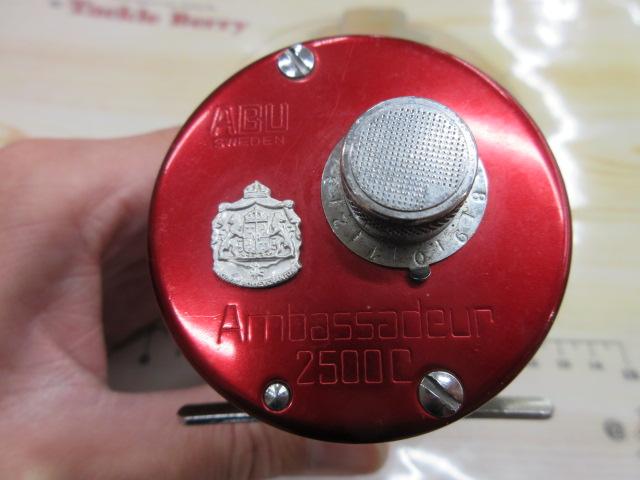 Tackle Berry
ABU
SWEDEN
Ambassadeur
2500C